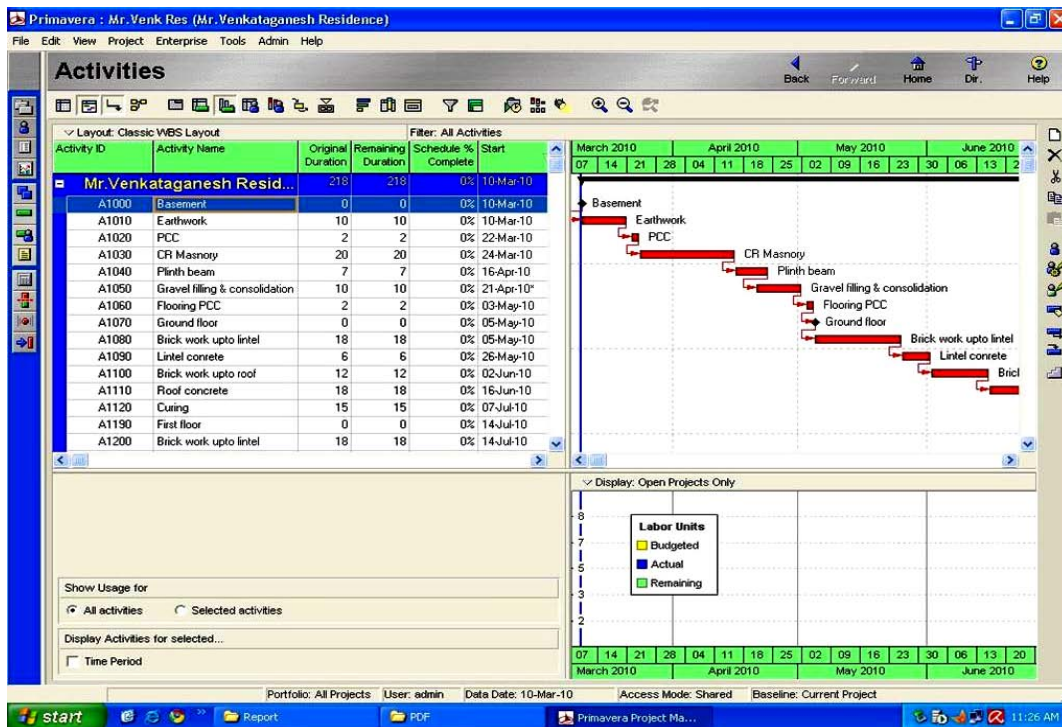 Primavera : Mr.Venk Res (Mr.Venkataganesh Residence)
File Edit View Project Enterprise Tools Admin Help
Activities
Back Forward Home Dir. Help
Layout: Classic WBS Layout Filter: All Activities
Activity ID Activity Name Original Duration Remaining Duration Schedule % Complete Start
March 2010 April 2010 May 2010 June 2010
07 14 21 28 04 11 18 25 02 09 16 23 30 06 13 2
Mr.Venkataganesh Resid... 218 218 0% 10-Mar-10
A1000 Basement 0 0 0% 10-Mar-10 Basement
A1010 Earthwork 10 10 0% 10-Mar-10 Earthwork
A1020 PCC 2 2 0% 22-Mar-10 PCC
A1030 CR Masnory 20 20 0% 24-Mar-10 CR Masnory
A1040 Plinth beam 7 7 0% 16-Apr-10 Plinth beam
A1050 Gravel filling & consolidation 10 10 0% 21-Apr-10* Gravel filling & consolidation
A1060 Flooring PCC 2 2 0% 03-May-10 Flooring PCC
A1070 Ground floor 0 0 0% 05-May-10 Ground floor
A1080 Brick work upto lintel 18 18 0% 05-May-10 Brick work upto lintel
A1090 Lintel conrete 6 6 0% 26-May-10 Lintel conrete
A1100 Brick work upto roof 12 12 0% 02-Jun-10 Bricl
A1110 Roof concrete 18 18 0% 16-Jun-10
A1120 Curing 15 15 0% 07-Jul-10
A1190 First floor 0 0 0% 14-Jul-10
A1200 Brick work upto lintel 18 18 0% 14-Jul-10
Display: Open Projects Only
8
7
5
3
2
Labor Units
Budgeted
Actual
Remaining
Show Usage for
All activities Selected activities
Display Activities for selected...
Time Period
07 14 21 28 04 11 18 25 02 09 16 23 30 06 13 20
March 2010 April 2010 May 2010 June 2010
Portfolio: All Projects User: admin Data Date: 10-Mar-10 Access Mode: Shared Baseline: Current Project
start Report PDF Primavera Project Ma... 11:26 AM